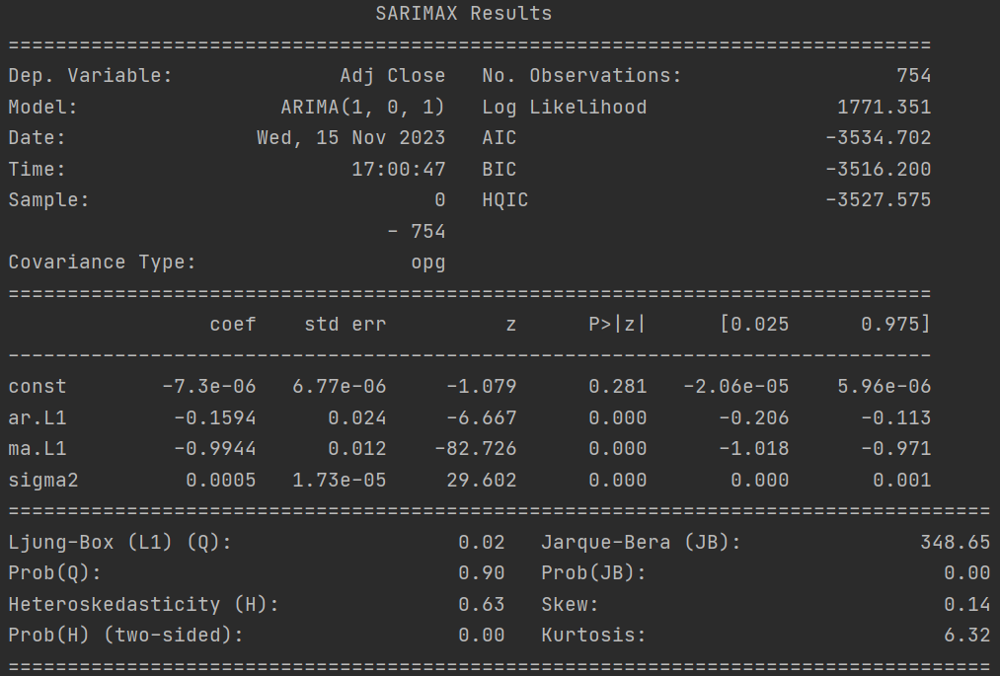 SARIMAX Results
==============================================================================
Dep. Variable:              Adj Close   No. Observations:                  754
Model:                 ARIMA(1, 0, 1)   Log Likelihood                1771.351
Date:                Wed, 15 Nov 2023   AIC                          -3534.702
Time:                        17:00:47   BIC                          -3516.200
Sample:                             0   HQIC                         -3527.575
- 754
Covariance Type:                  opg
==============================================================================
coef    std err          z      P>|z|      [0.025      0.975]
------------------------------------------------------------------------------
const        -7.3e-06   6.77e-06     -1.079      0.281   -2.06e-05    5.96e-06
ar.L1         -0.1594      0.024     -6.667      0.000      -0.206      -0.113
ma.L1         -0.9944      0.012    -82.726      0.000      -1.018      -0.971
sigma2         0.0005   1.73e-05     29.602      0.000       0.000       0.001
===================================================================================
Ljung-Box (L1) (Q):                   0.02   Jarque-Bera (JB):               348.65
Prob(Q):                              0.90   Prob(JB):                         0.00
Heteroskedasticity (H):               0.63   Skew:                             0.14
Prob(H) (two-sided):                  0.00   Kurtosis:                         6.32
===================================================================================